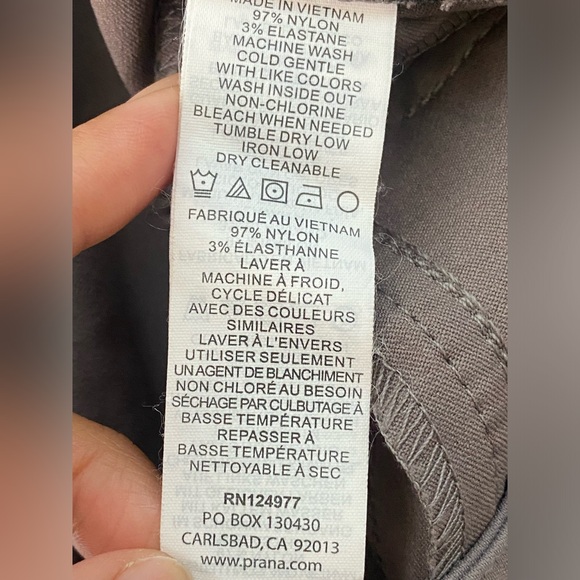 MADE IN VIETNAM
97% NYLON
3% ELASTANE
MACHINE WASH
COLD GENTLE
WITH LIKE COLORS
WASH INSIDE OUT
NON-CHLORINE
BLEACH WHEN NEEDED
TUMBLE DRY LOW
IRON LOW
DRY CLEANABLE
FABRIQUÉ AU VIETNAM
97% NYLON
3% ÉLASTHANNE
LAVER À
MACHINE À FROID,
CYCLE DÉLICAT
AVEC DES COULEURS
SIMILAIRES
LAVER À L'ENVERS
UTILISER SEULEMENT
UN AGENT DE BLANCHIMENT
NON CHLORÉ AU BESOIN
SÉCHAGE PAR CULBUTAGE À
BASSE TEMPÉRATURE
REPASSER À
BASSE TEMPÉRATURE
NETTOYABLE À SEC
RN124977
PO BOX 130430
CARLSBAD, CA 92013
www.prana.com